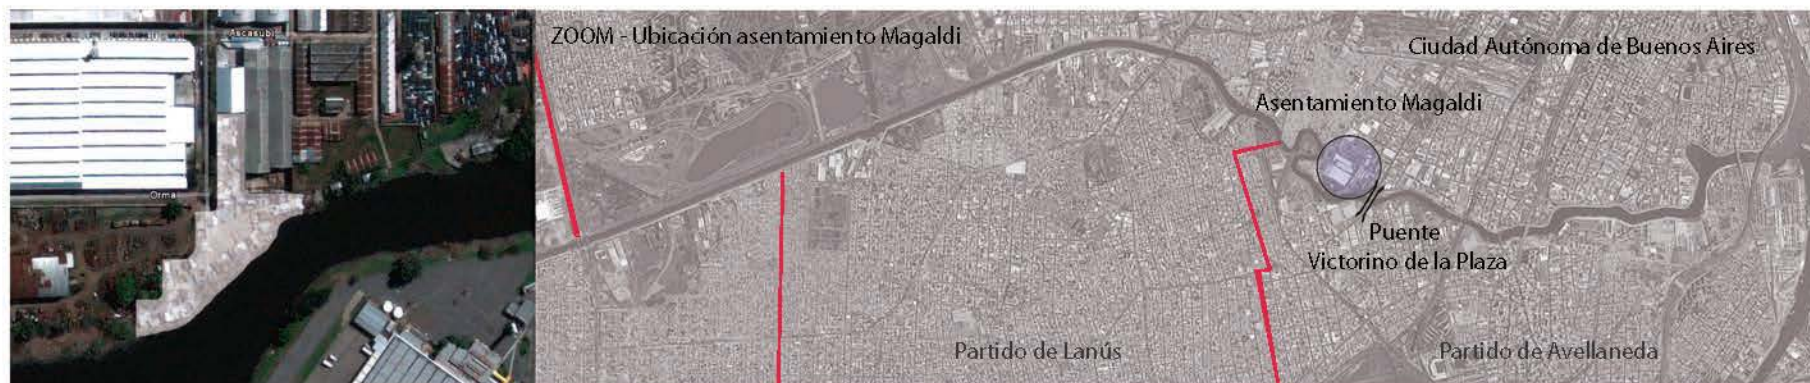 Ascasubi
Orma
ZOOM - Ubicación asentamiento Magaldi
Ciudad Autónoma de Buenos Aires
Asentamiento Magaldi
Puente
Victorino de la Plaza
Partido de Lanús
Partido de Avellaneda